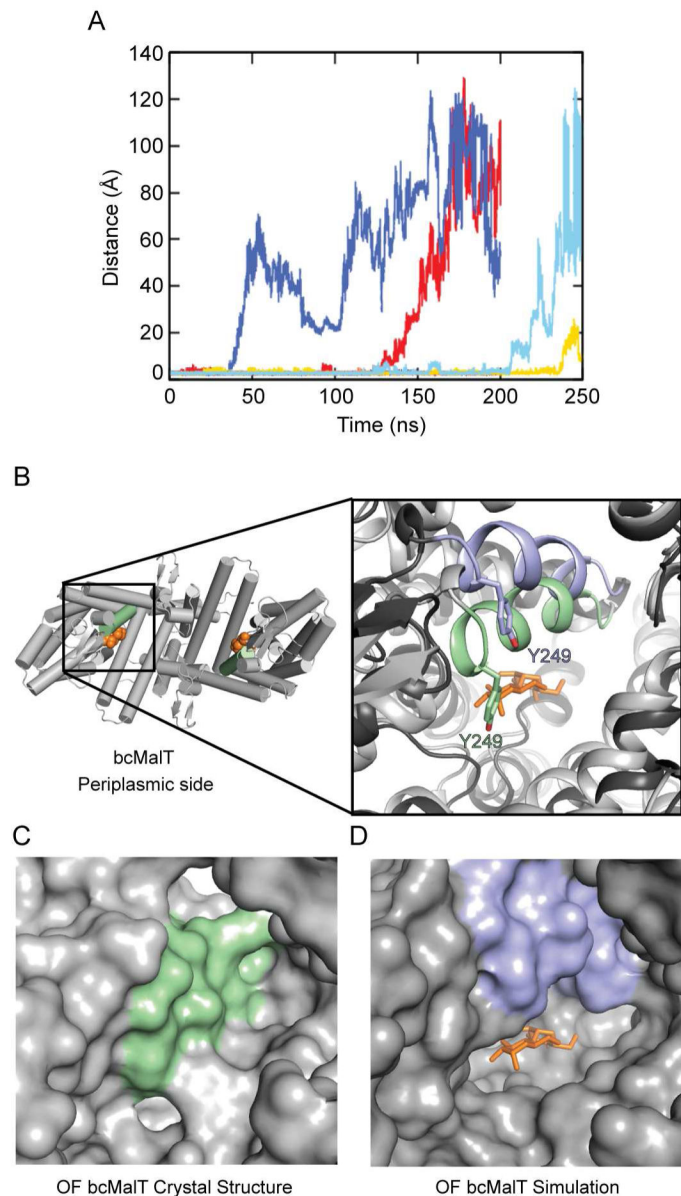 A
140
120
100
80
60
40
20
0
Distance (Å)
0 50 100 150 200 250
Time (ns)
B
Y249
Y249
bcMalT
Periplasmic side
C
D
OF bcMalT Crystal Structure
OF bcMalT Simulation